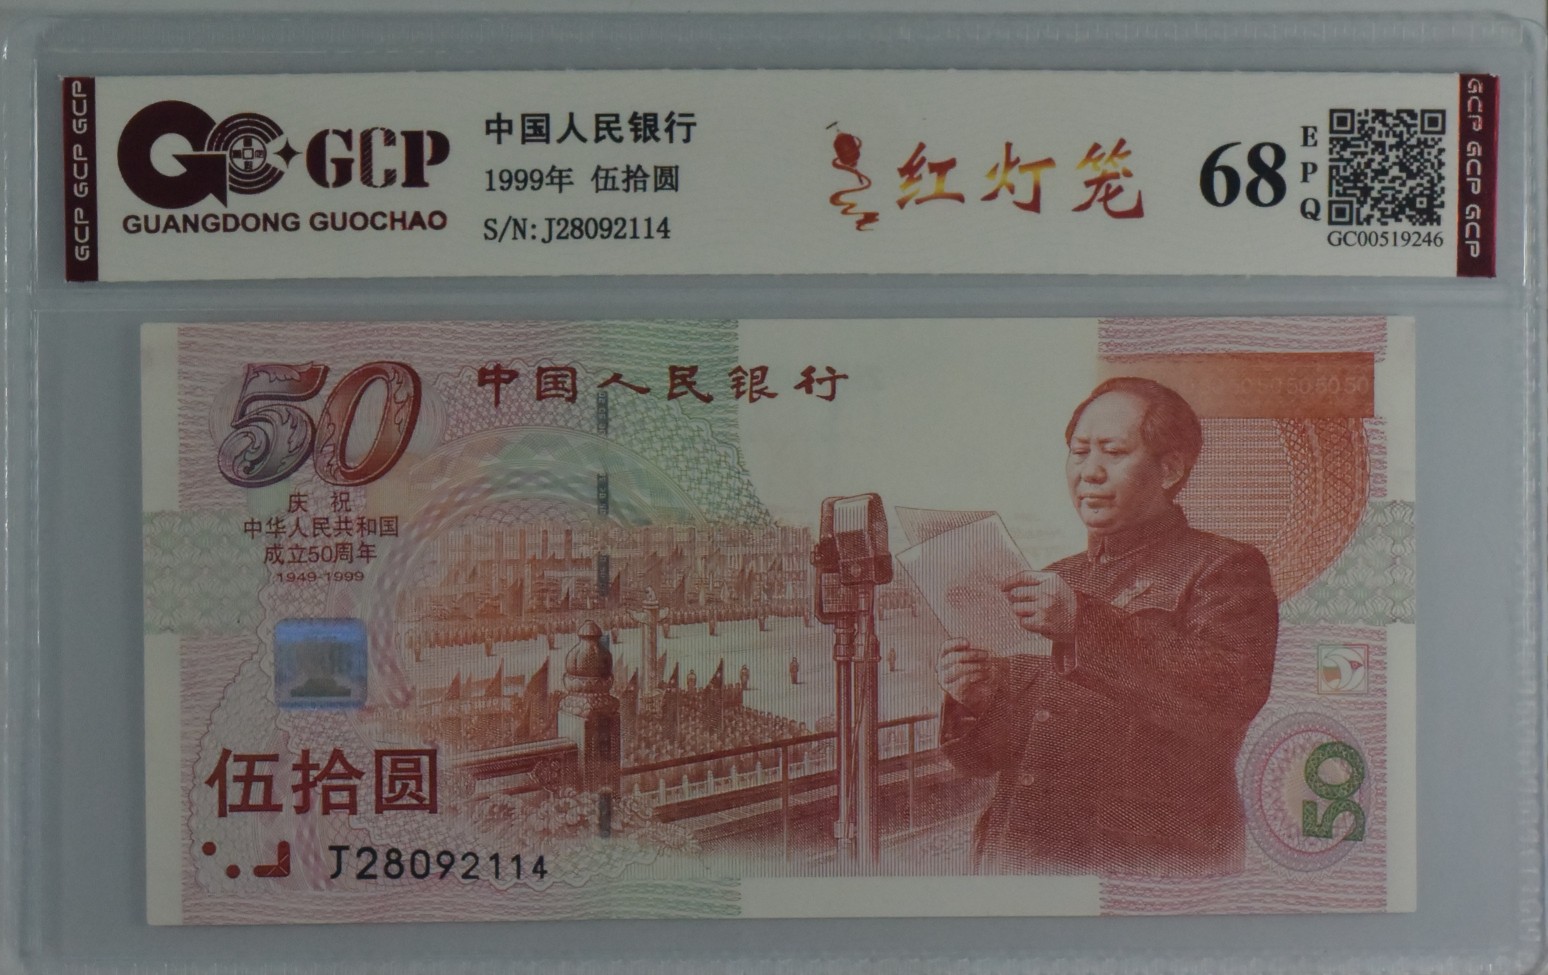 GCP GCP GCP
GCP
GUANGDONG GUOCHAO
中国人民银行
1999年 伍拾圆
S/N:J28092114
红灯笼
68
EPQ
GC00519246
GCP GCP GCP
50
中国人民银行
庆 祝
中华人民共和国
成立50周年
1949-1999
伍拾圆
J28092114
50